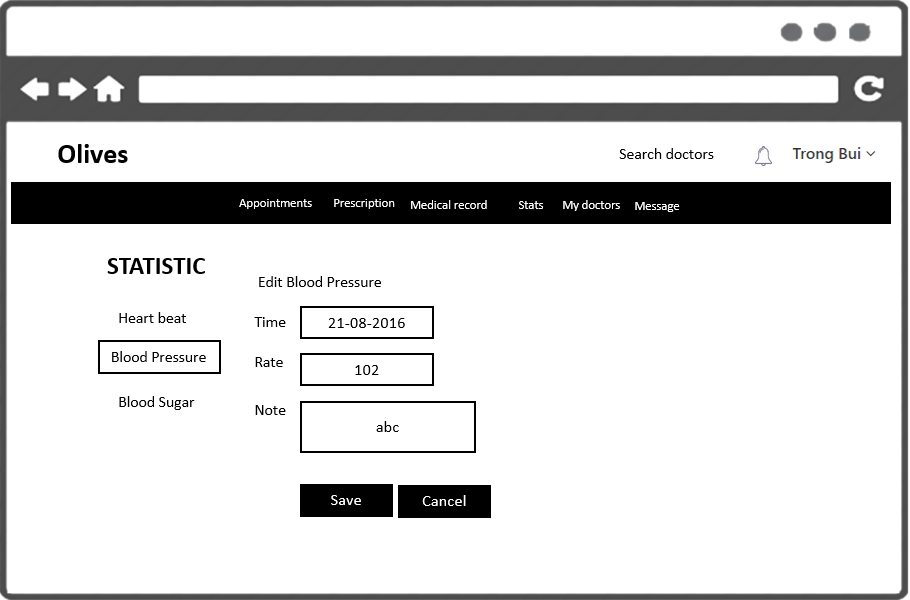 Olives
Search doctors
Trong Bui
Appointments Prescription Medical record Stats My doctors Message
STATISTIC
Heart beat
Blood Pressure
Blood Sugar
Edit Blood Pressure
Time 21-08-2016
Rate 102
Note abc
Save Cancel